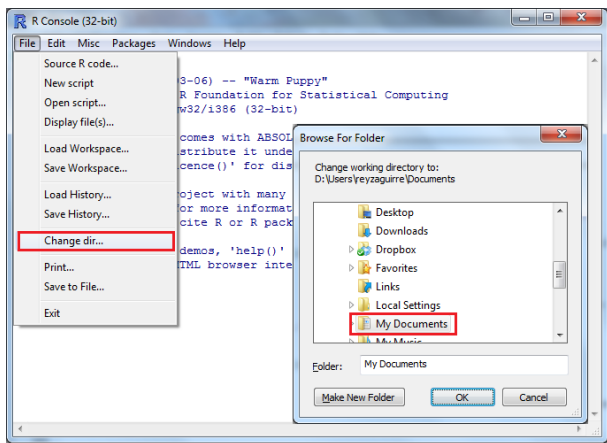 R Console (32-bit)
File Edit Misc Packages Windows Help
Source R code...
New script
Open script...
Display file(s)...
Load Workspace...
Save Workspace...
Load History...
Save History...
Change dir...
Print...
Save to File...
Exit
3-06) -- "Warm Puppy"
R Foundation for Statistical Computing
w32/i386 (32-bit)
comes with ABSOL
stribute it unde
icence()' for dis
oject with many
or more informat
cite R or R pack
demos, 'help()'
TML browser inte
Browse For Folder
Change working directory to:
D:\Users\reyzaguirre\Documents
Desktop
Downloads
Dropbox
Favorites
Links
Local Settings
My Documents
My Music
Folder: My Documents
Make New Folder OK Cancel